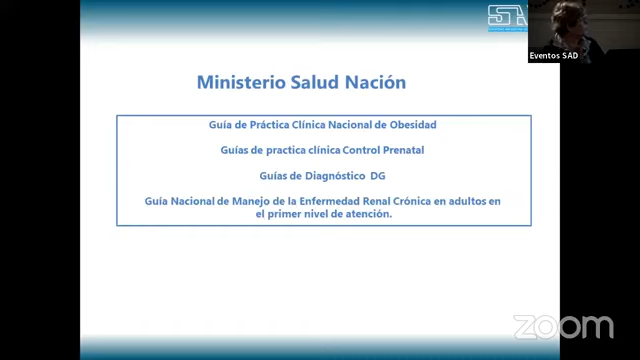 Eventos SAD
Ministerio Salud Nación
Guía de Práctica Clínica Nacional de Obesidad
Guías de practica clínica Control Prenatal
Guías de Diagnóstico DG
Guía Nacional de Manejo de la Enfermedad Renal Crónica en adultos en
el primer nivel de atención.
zoom